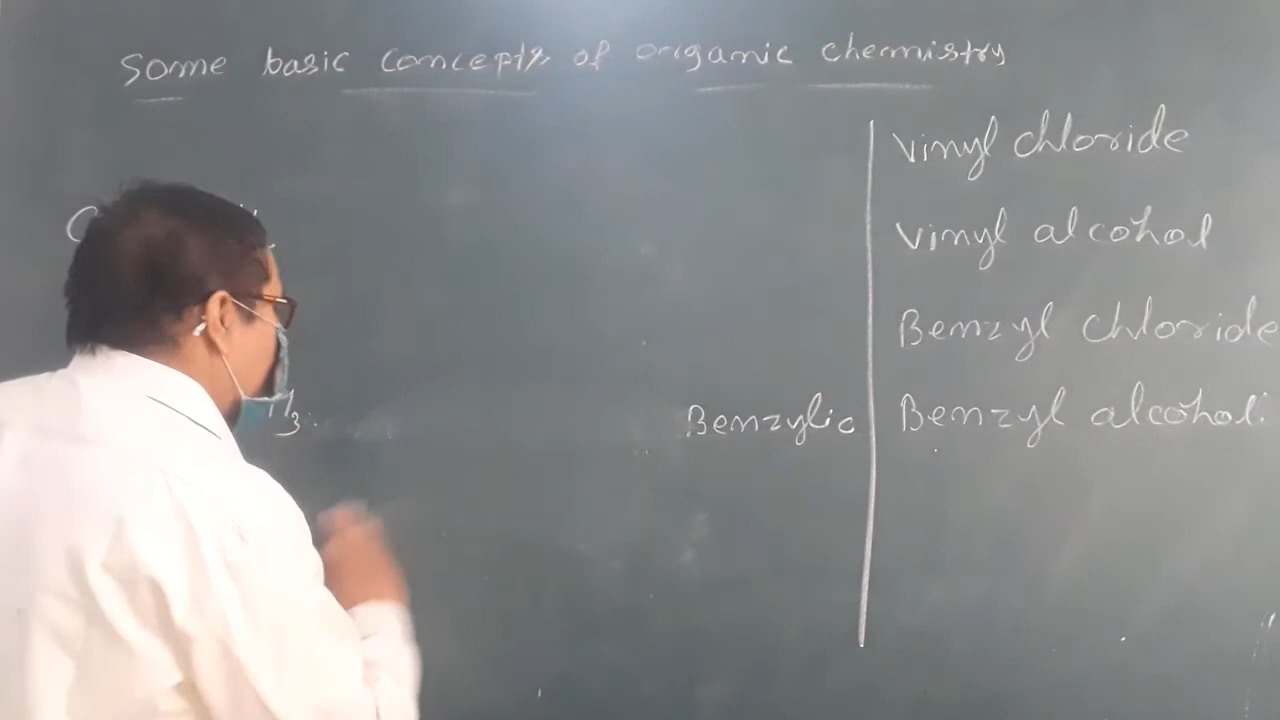 Some basic concepts of organic chemistry
Vinyl chloride
Vinyl alcohol
Benzyl chloride
Benzylic
Benzyl alcohol